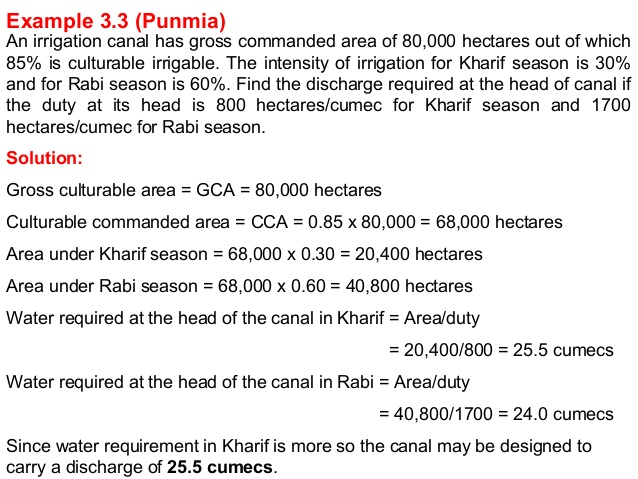 Example 3.3 (Punmia)
An irrigation canal has gross commanded area of 80,000 hectares out of which
85% is culturable irrigable. The intensity of irrigation for Kharif season is 30%
and for Rabi season is 60%. Find the discharge required at the head of canal if
the duty at its head is 800 hectares/cumec for Kharif season and 1700
hectares/cumec for Rabi season.
Solution:
Gross culturable area = GCA = 80,000 hectares
Culturable commanded area = CCA = 0.85 x 80,000 = 68,000 hectares
Area under Kharif season = 68,000 x 0.30 = 20,400 hectares
Area under Rabi season = 68,000 x 0.60 = 40,800 hectares
Water required at the head of the canal in Kharif = Area/duty
= 20,400/800 = 25.5 cumecs
Water required at the head of the canal in Rabi = Area/duty
= 40,800/1700 = 24.0 cumecs
Since water requirement in Kharif is more so the canal may be designed to
carry a discharge of 25.5 cumecs.